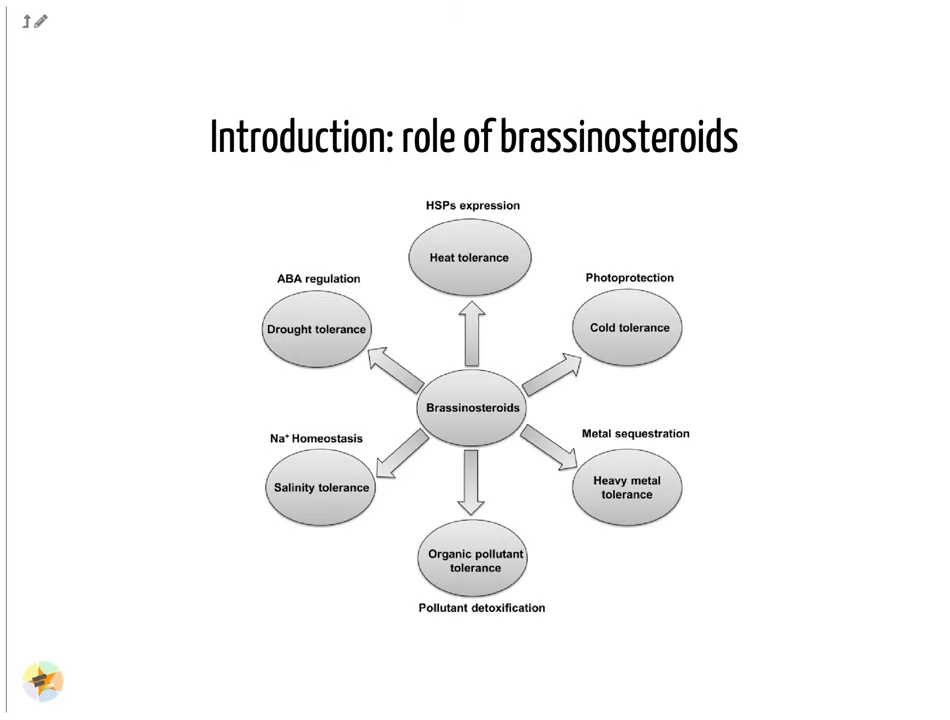 Introduction: role of brassinosteroids
HSPs expression
Heat tolerance
ABA regulation
Drought tolerance
Photoprotection
Cold tolerance
Brassinosteroids
Na⁺ Homeostasis
Salinity tolerance
Metal sequestration
Heavy metal
tolerance
Organic pollutant
tolerance
Pollutant detoxification